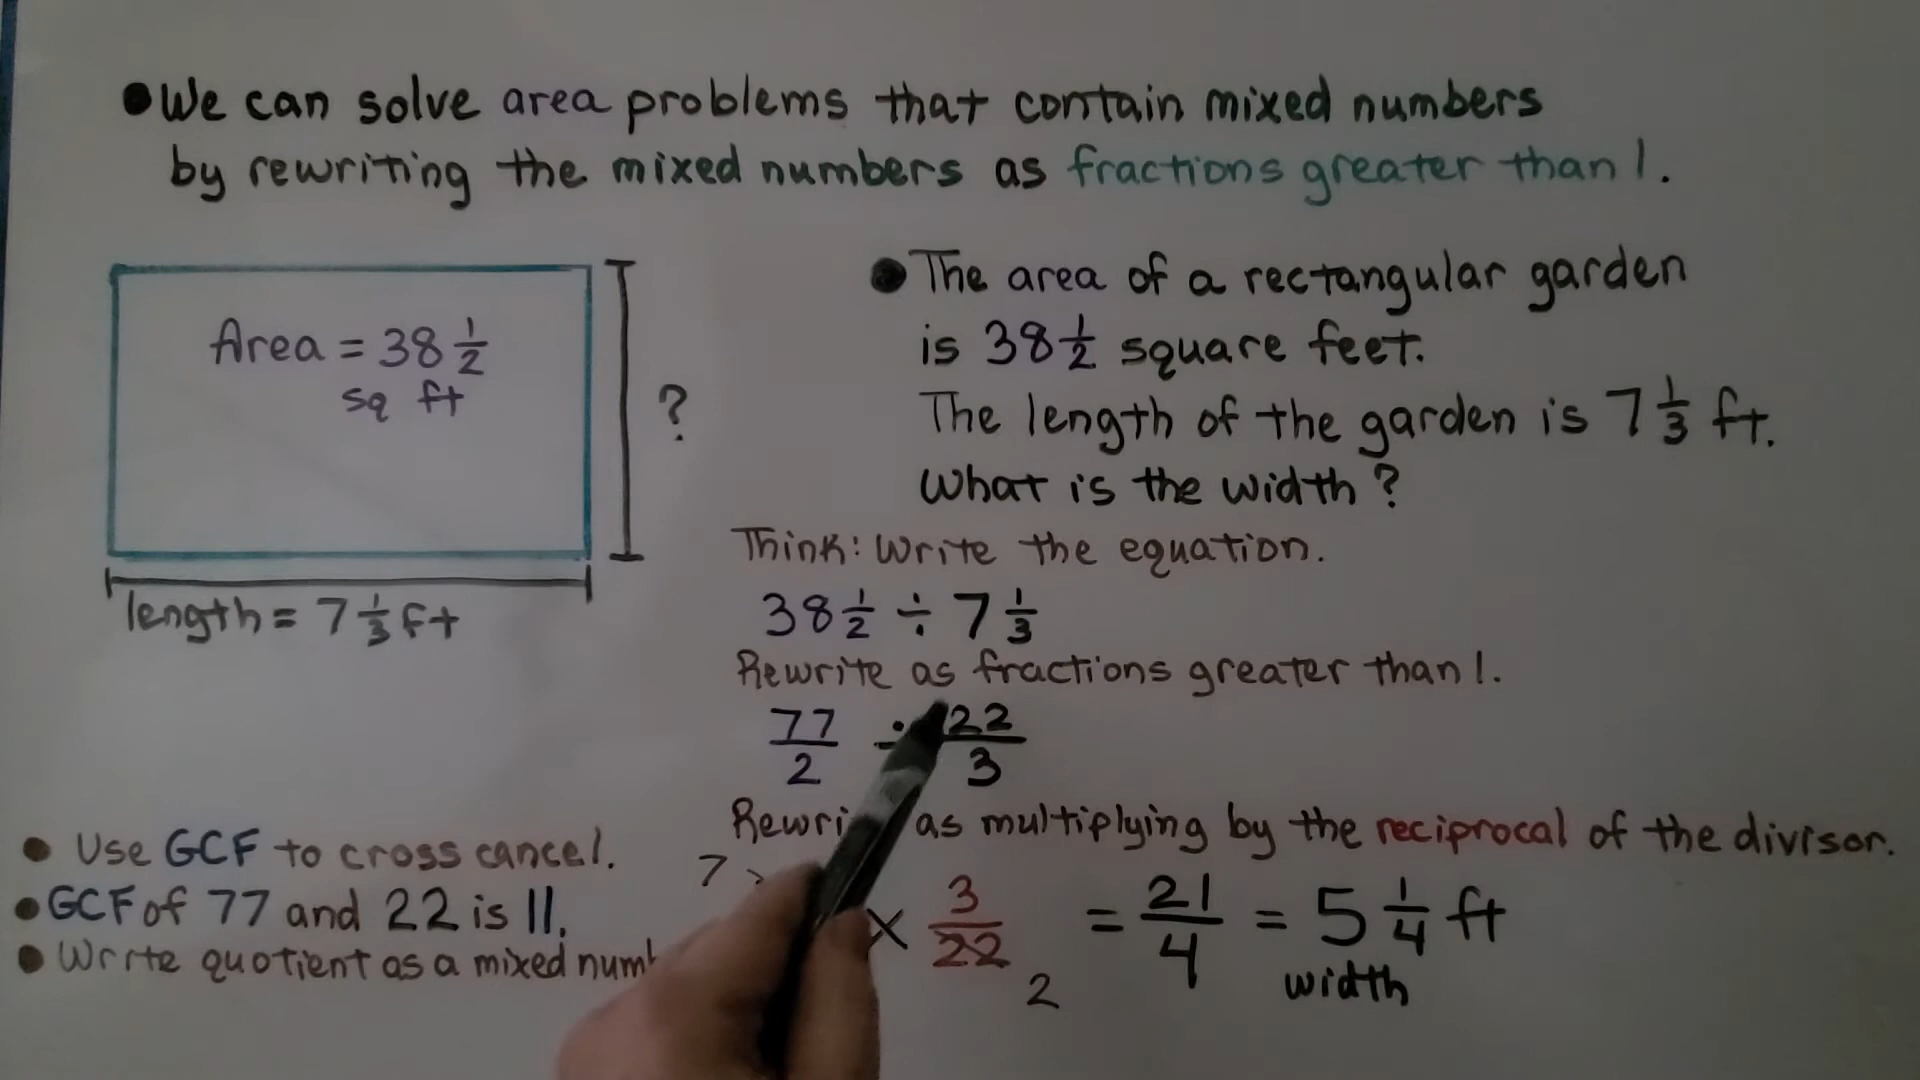 •We can solve area problems that contain mixed numbers
by rewriting the mixed numbers as fractions greater than 1.
Area = 38 1/2
sq ft
?
length = 7 1/3 ft
•The area of a rectangular garden
is 38 1/2 square feet.
The length of the garden is 7 1/3 ft.
What is the width?
Think: Write the equation.
38 1/2 ÷ 7 1/3
Rewrite as fractions greater than 1.
77/2 ÷ 22/3
as multiplying by the reciprocal of the divisor.
7
× 3/22 2 = 21/4 = 5 1/4 ft
width
• Use GCF to cross cancel.
• GCF of 77 and 22 is 11.
• Write quotient as a mixed